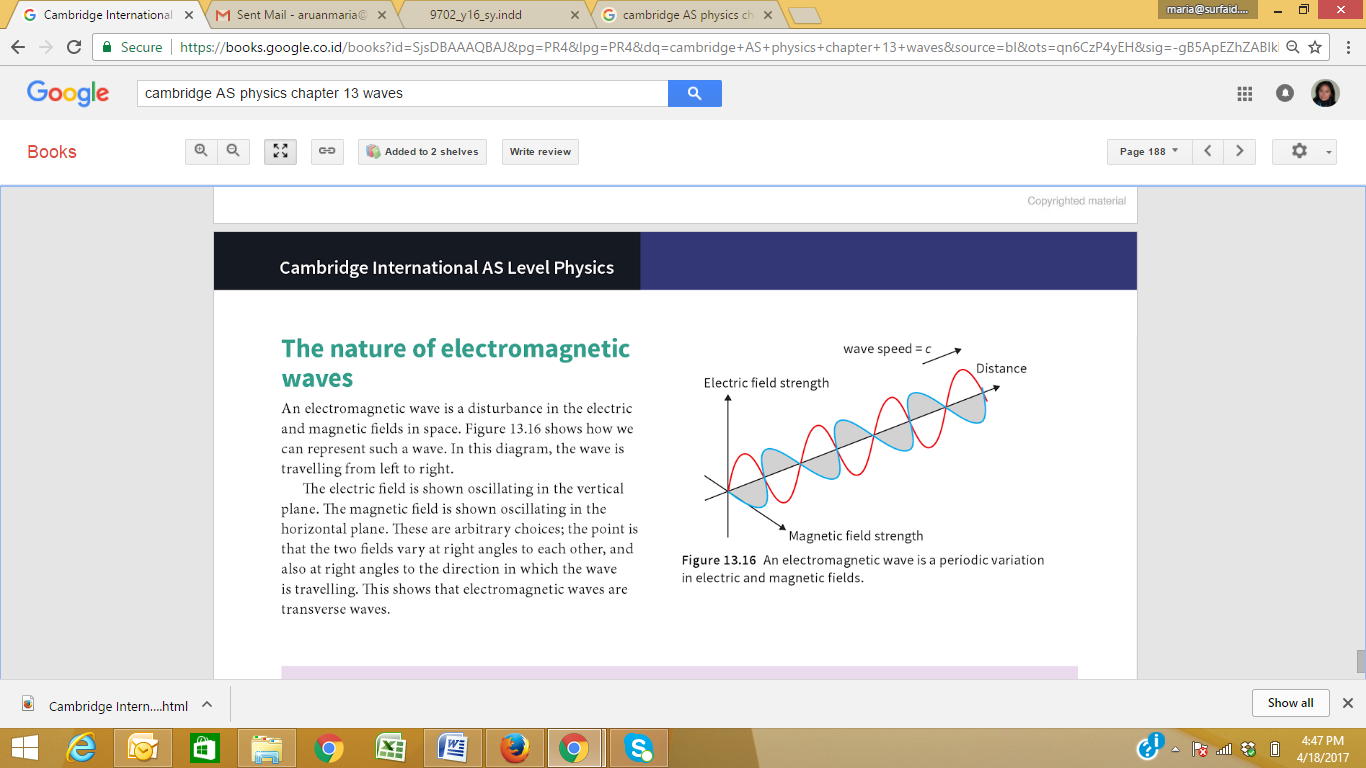 maria@surfaid....
Cambridge International
Sent Mail - aruanmaria@
9702_y16_sy.indd
cambridge AS physics ch
Secure
https://books.google.co.id/books?id=SjsDBAAAQBAJ&pg=PR4&lpg=PR4&dq=cambridge+AS+physics+chapter+13+waves&source=bl&ots=qn6CzP4yEH&sig=-gB5ApEZhZABIkl
Google
cambridge AS physics chapter 13 waves
Books
Added to 2 shelves
Write review
Page 188
Copyrighted material
Cambridge International AS Level Physics
The nature of electromagnetic
waves
An electromagnetic wave is a disturbance in the electric
and magnetic fields in space. Figure 13.16 shows how we
can represent such a wave. In this diagram, the wave is
travelling from left to right.
The electric field is shown oscillating in the vertical
plane. The magnetic field is shown oscillating in the
horizontal plane. These are arbitrary choices; the point is
that the two fields vary at right angles to each other, and
also at right angles to the direction in which the wave
is travelling. This shows that electromagnetic waves are
transverse waves.
wave speed = c
Distance
Electric field strength
Magnetic field strength
Figure 13.16 An electromagnetic wave is a periodic variation
in electric and magnetic fields.
Cambridge Intern....html
Show all
4:47 PM
4/18/2017